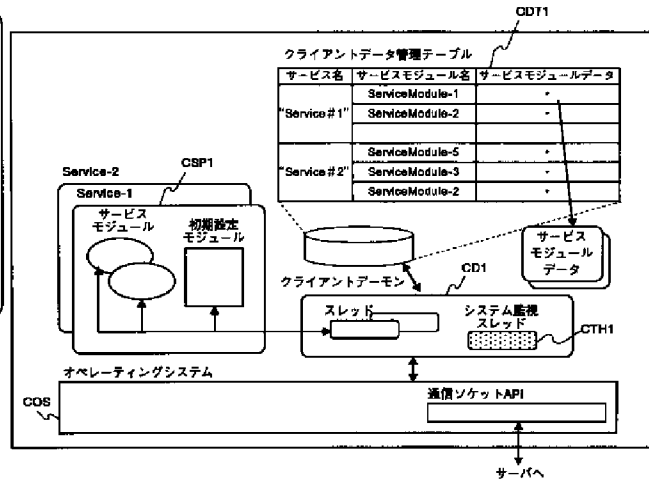 CDT1
クライアントデータ管理テーブル
サービス名 サービスモジュール名 サービスモジュールデータ
"Service#1"
ServiceModule-1
ServiceModule-2
"Service#2"
ServiceModule-5
ServiceModule-3
ServiceModule-2
Service-2
CSP1
Service-1
サービス
モジュール
初期設定
モジュール
サービス
モジュール
データ
クライアントデーモン
CD1
スレッド
システム監視
スレッド
CTH1
オペレーティングシステム
COS
通信ソケットAPI
サーバへ